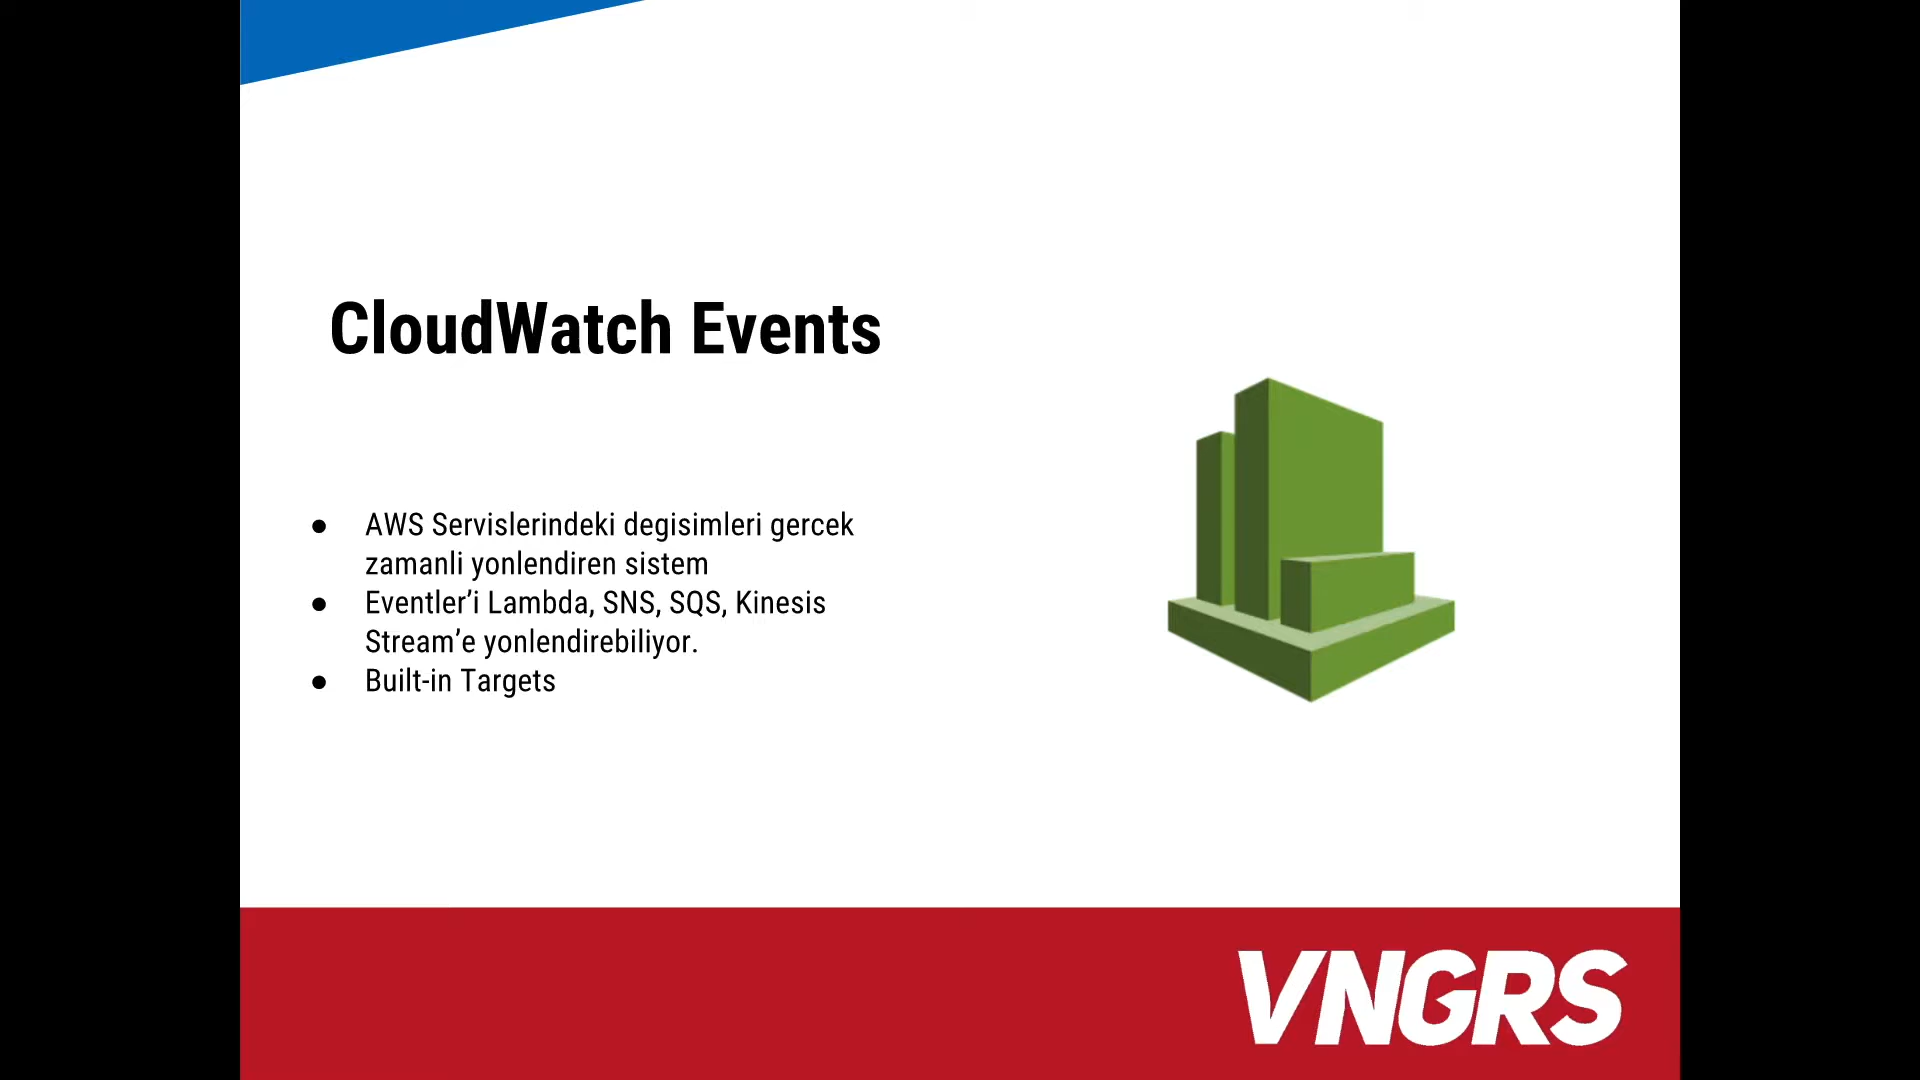 CloudWatch Events
● AWS Servislerindeki degisimleri gercek
zamanli yonlendiren sistem
● Eventler’i Lambda, SNS, SQS, Kinesis
Stream’e yonlendirebiliyor.
● Built-in Targets
VNGRS